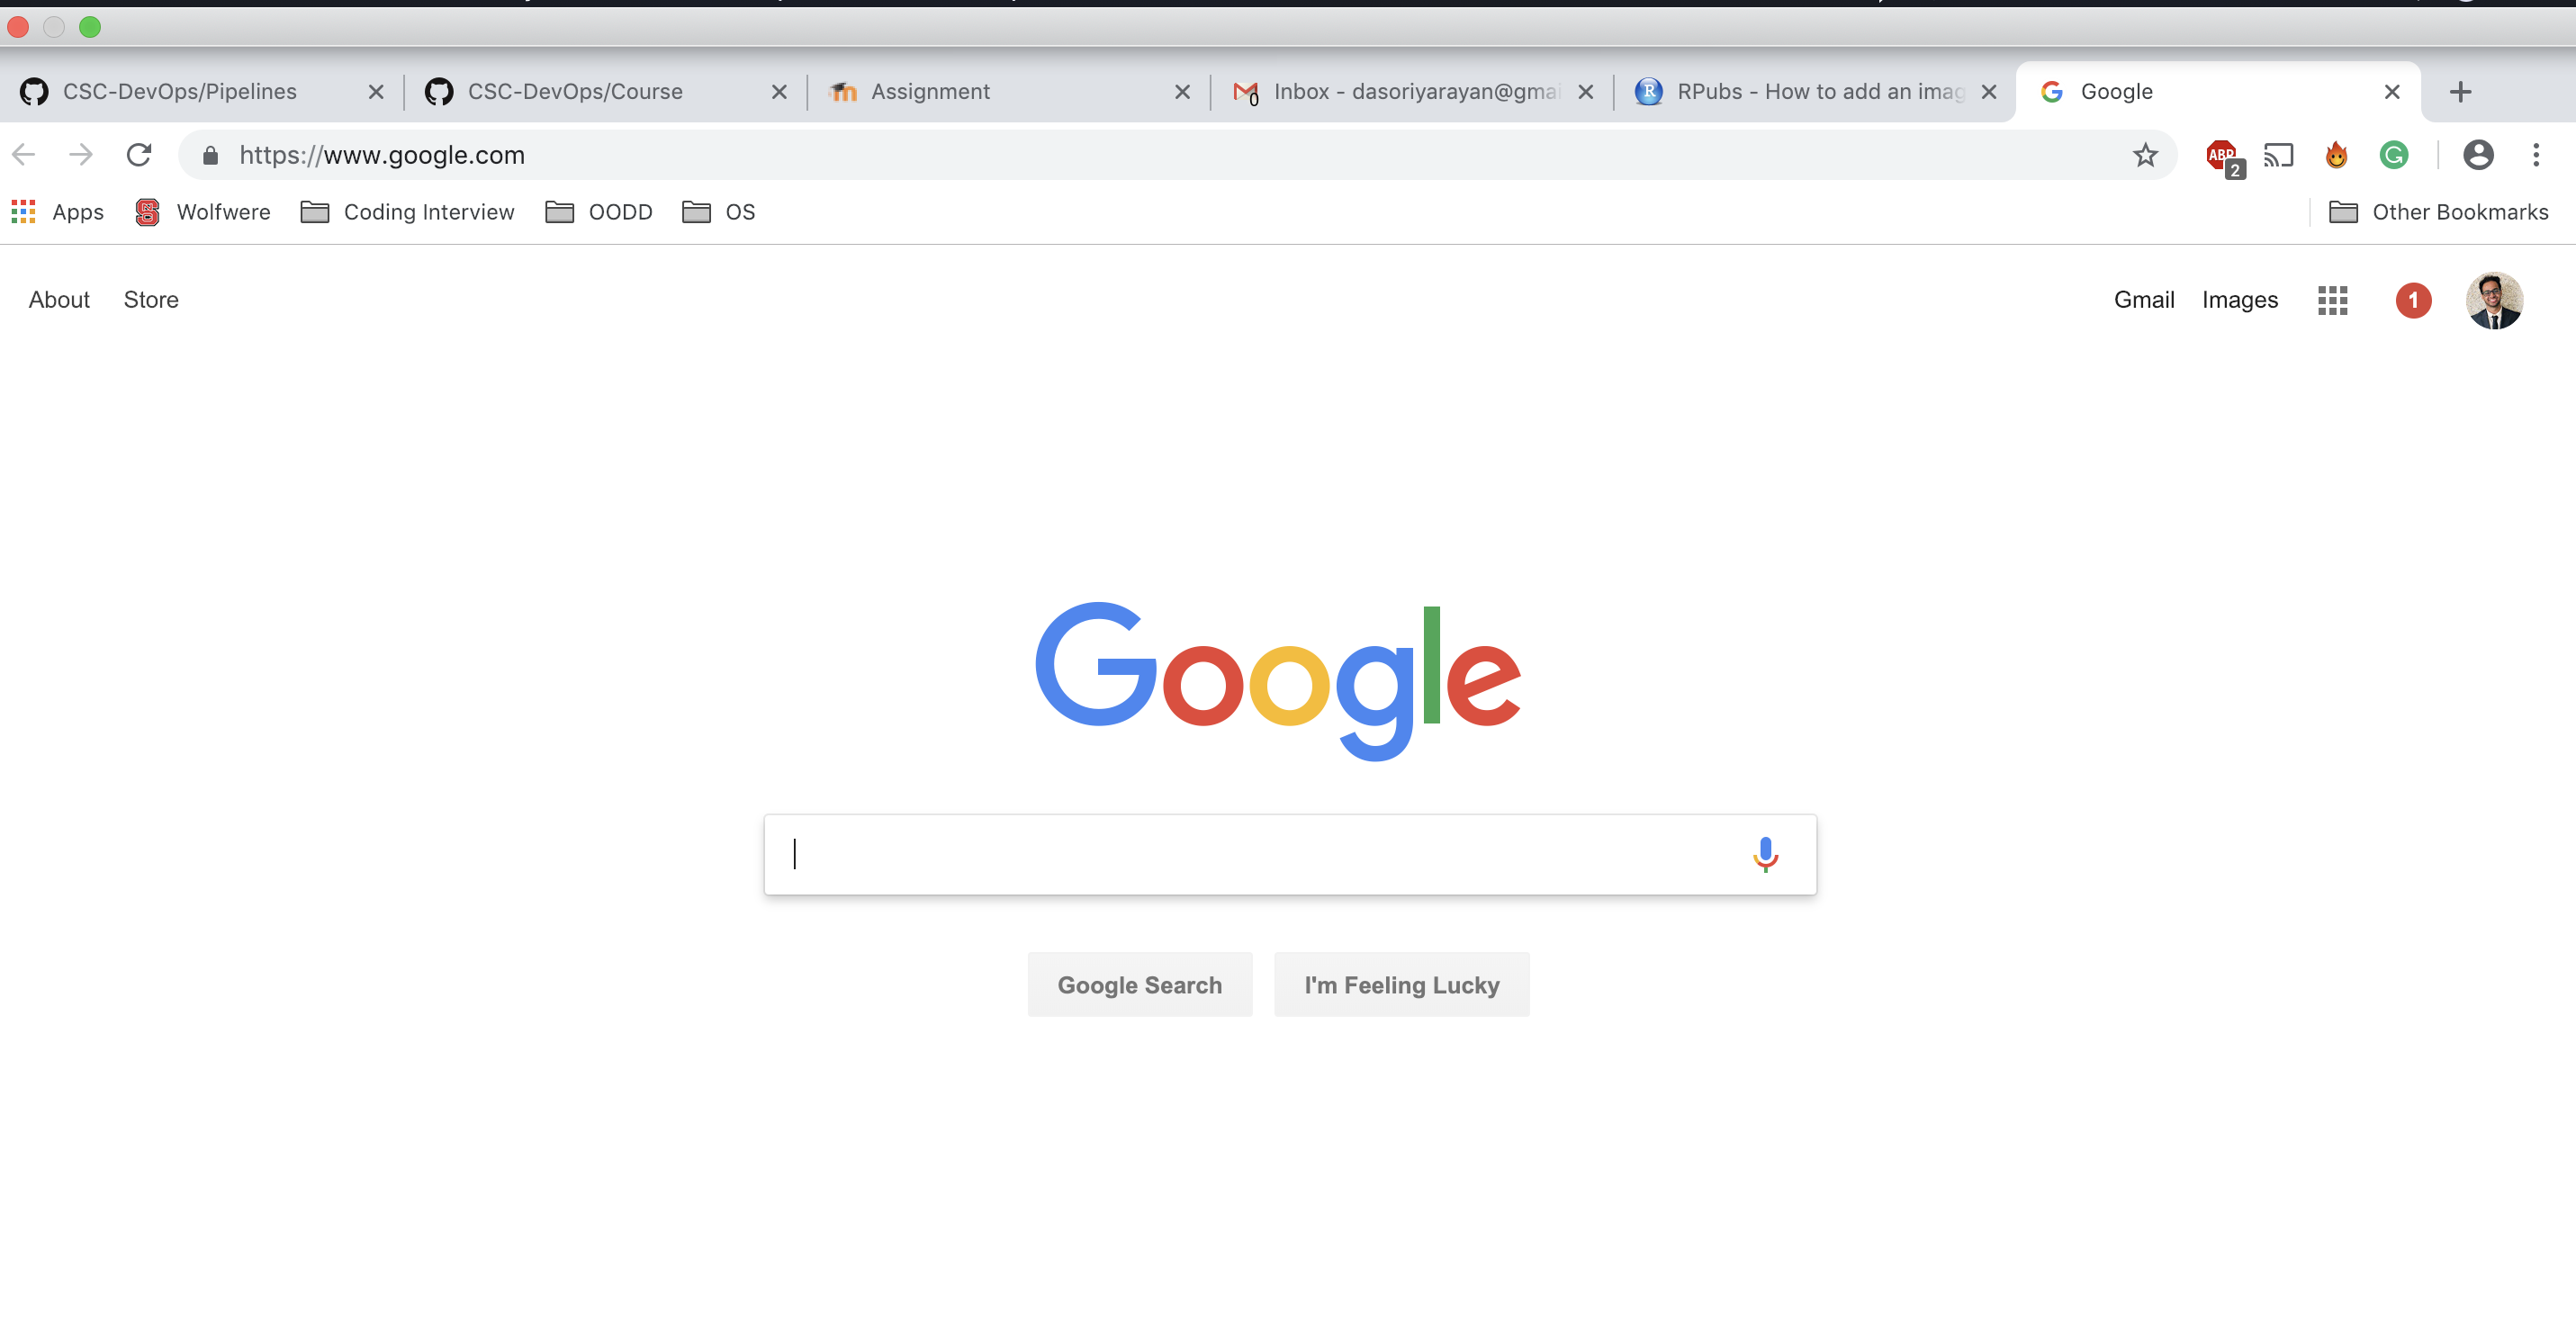 CSC-DevOps/Pipelines CSC-DevOps/Course Assignment Inbox - dasoriyarayan@gmai RPubs - How to add an imag Google
https://www.google.com ABP 2
Apps Wolfwere Coding Interview OODD OS Other Bookmarks
About Store Gmail Images 1
Google
Google Search I'm Feeling Lucky